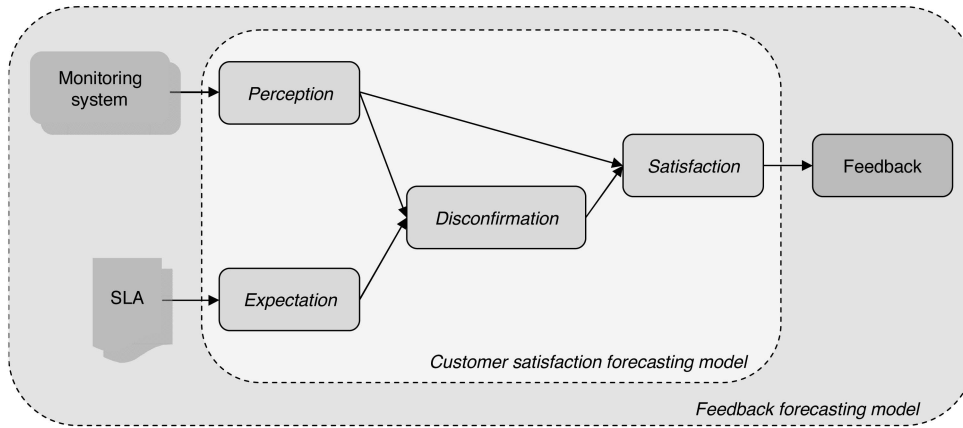 Monitoring
system
Perception
Satisfaction
Feedback
Disconfirmation
SLA
Expectation
Customer satisfaction forecasting model
Feedback forecasting model